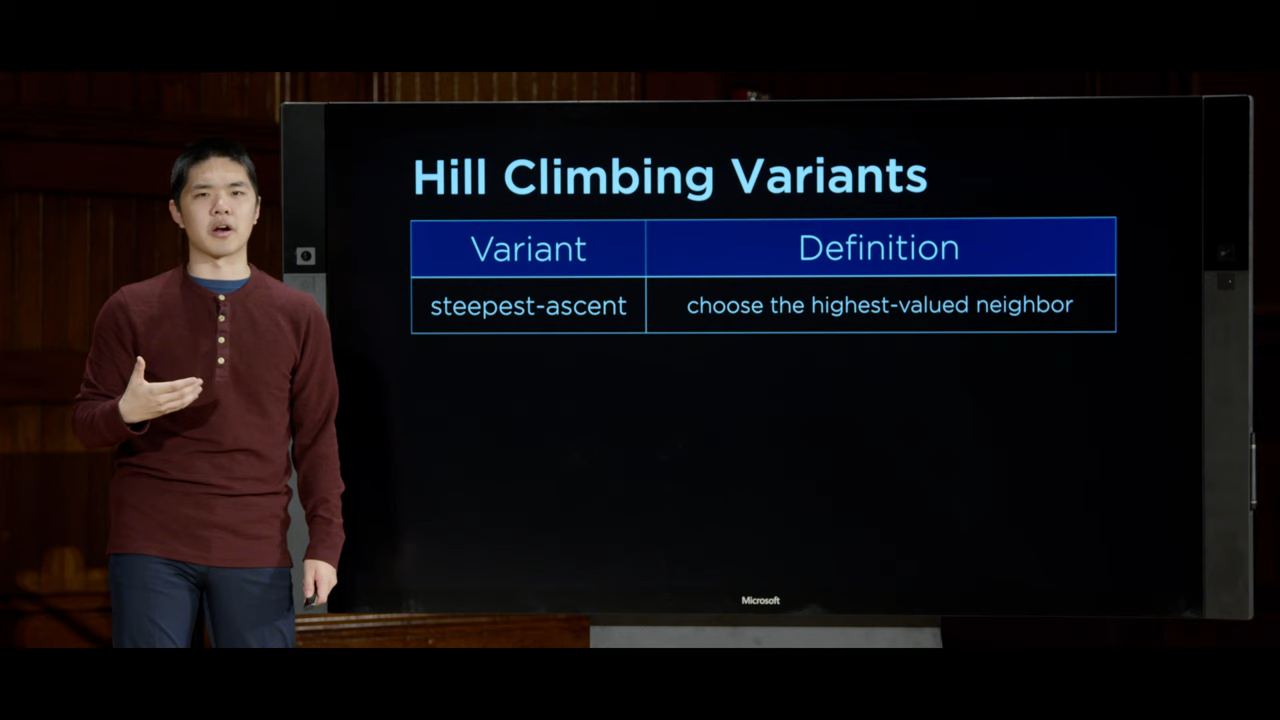 Hill Climbing Variants
Variant Definition
steepest-ascent choose the highest-valued neighbor
Microsoft